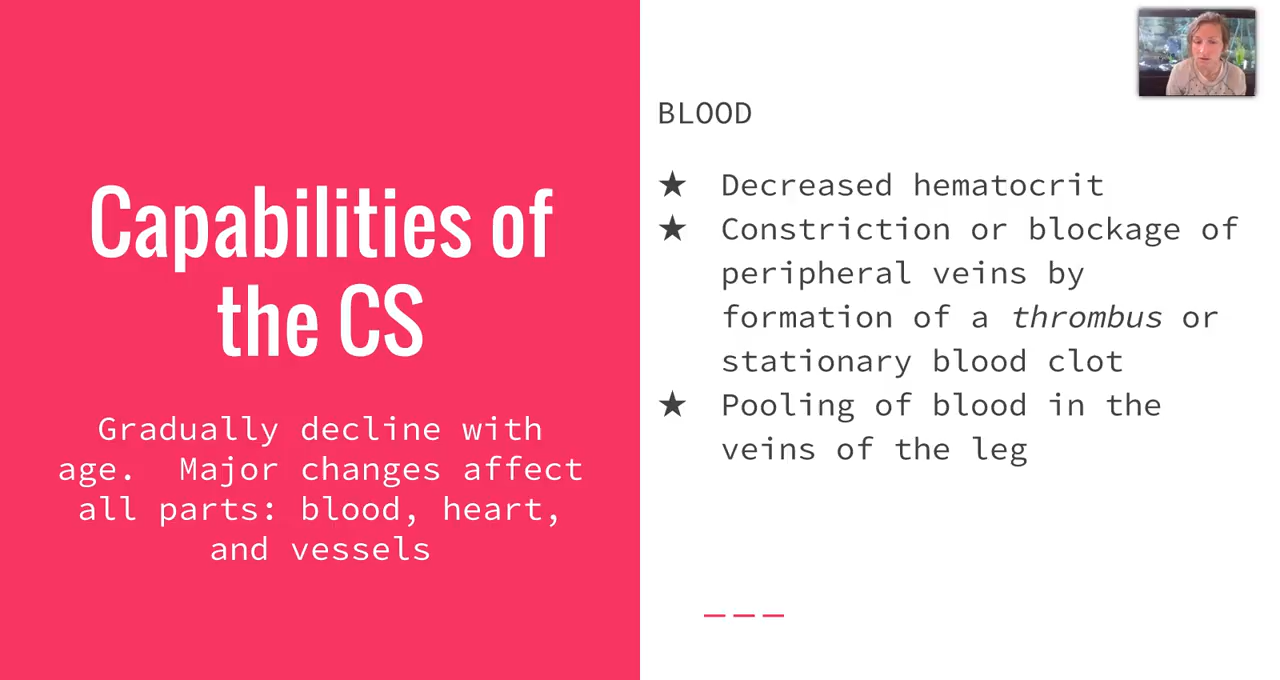 Capabilities of
the CS
Gradually decline with
age.  Major changes affect
all parts: blood, heart,
and vessels
BLOOD
★ Decreased hematocrit
★ Constriction or blockage of
peripheral veins by
formation of a thrombus or
stationary blood clot
★ Pooling of blood in the
veins of the leg